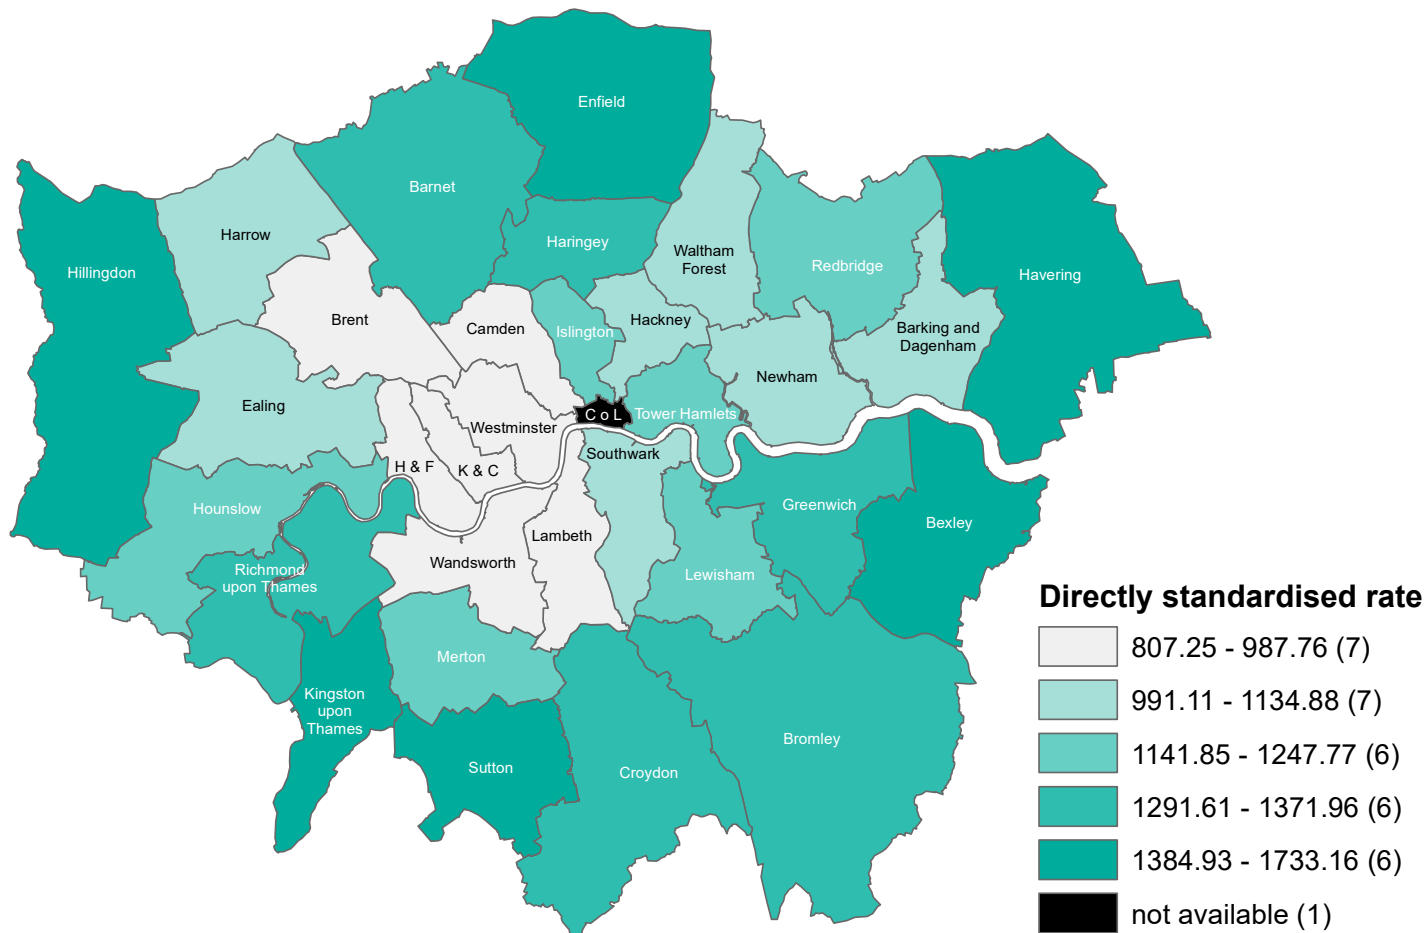 Enfield
Barnet
Harrow
Haringey
Waltham
Forest
Redbridge
Hillingdon
Havering
Brent
Camden
Islington
Hackney
Barking and
Dagenham
Newham
Ealing
C o L
Tower Hamlets
Westminster
Southwark
H & F
K & C
Hounslow
Greenwich
Bexley
Lambeth
Wandsworth
Richmond
upon Thames
Lewisham
Merton
Kingston
upon
Thames
Bromley
Sutton
Croydon
Directly standardised rate
807.25 - 987.76 (7)
991.11 - 1134.88 (7)
1141.85 - 1247.77 (6)
1291.61 - 1371.96 (6)
1384.93 - 1733.16 (6)
not available (1)